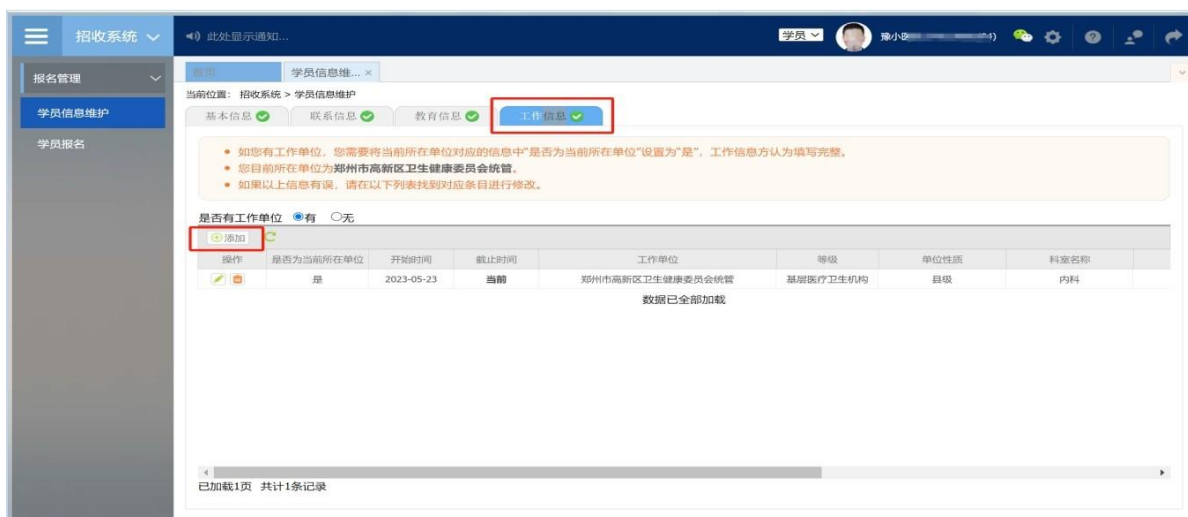 招收系统
此处显示通知...
学员
豫小
报名管理
学员信息维护
学员报名
首页
学员信息维... ×
当前位置： 招收系统 > 学员信息维护
基本信息
联系信息
教育信息
工作信息
• 如您有工作单位，您需要将当前所在单位对应的信息中"是否为当前所在单位"设置为"是"，工作信息方认为填写完整。
• 您目前所在单位为郑州市高新区卫生健康委员会统管。
• 如果以上信息有误，请在以下列表找到对应条目进行修改。
是否有工作单位 有 无
添加
操作 是否为当前所在单位 开始时间 截止时间 工作单位 等级 单位性质 科室名称
是 2023-05-23 当前 郑州市高新区卫生健康委员会统管 基层医疗卫生机构 县级 内科
数据已全部加载
已加载1页 共计1条记录